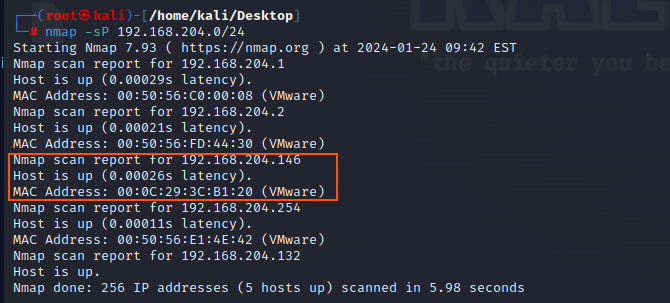 ┌──(root㉿kali)-[/home/kali/Desktop]
└─# nmap -sP 192.168.204.0/24
Starting Nmap 7.93 ( https://nmap.org ) at 2024-01-24 09:42 EST
Nmap scan report for 192.168.204.1
Host is up (0.00029s latency).
MAC Address: 00:50:56:C0:00:08 (VMware)
Nmap scan report for 192.168.204.2
Host is up (0.00021s latency).
MAC Address: 00:50:56:FD:44:30 (VMware)
Nmap scan report for 192.168.204.146
Host is up (0.00026s latency).
MAC Address: 00:0C:29:3C:B1:20 (VMware)
Nmap scan report for 192.168.204.254
Host is up (0.00011s latency).
MAC Address: 00:50:56:E1:4E:42 (VMware)
Nmap scan report for 192.168.204.132
Host is up.
Nmap done: 256 IP addresses (5 hosts up) scanned in 5.98 seconds
"the quieter you be